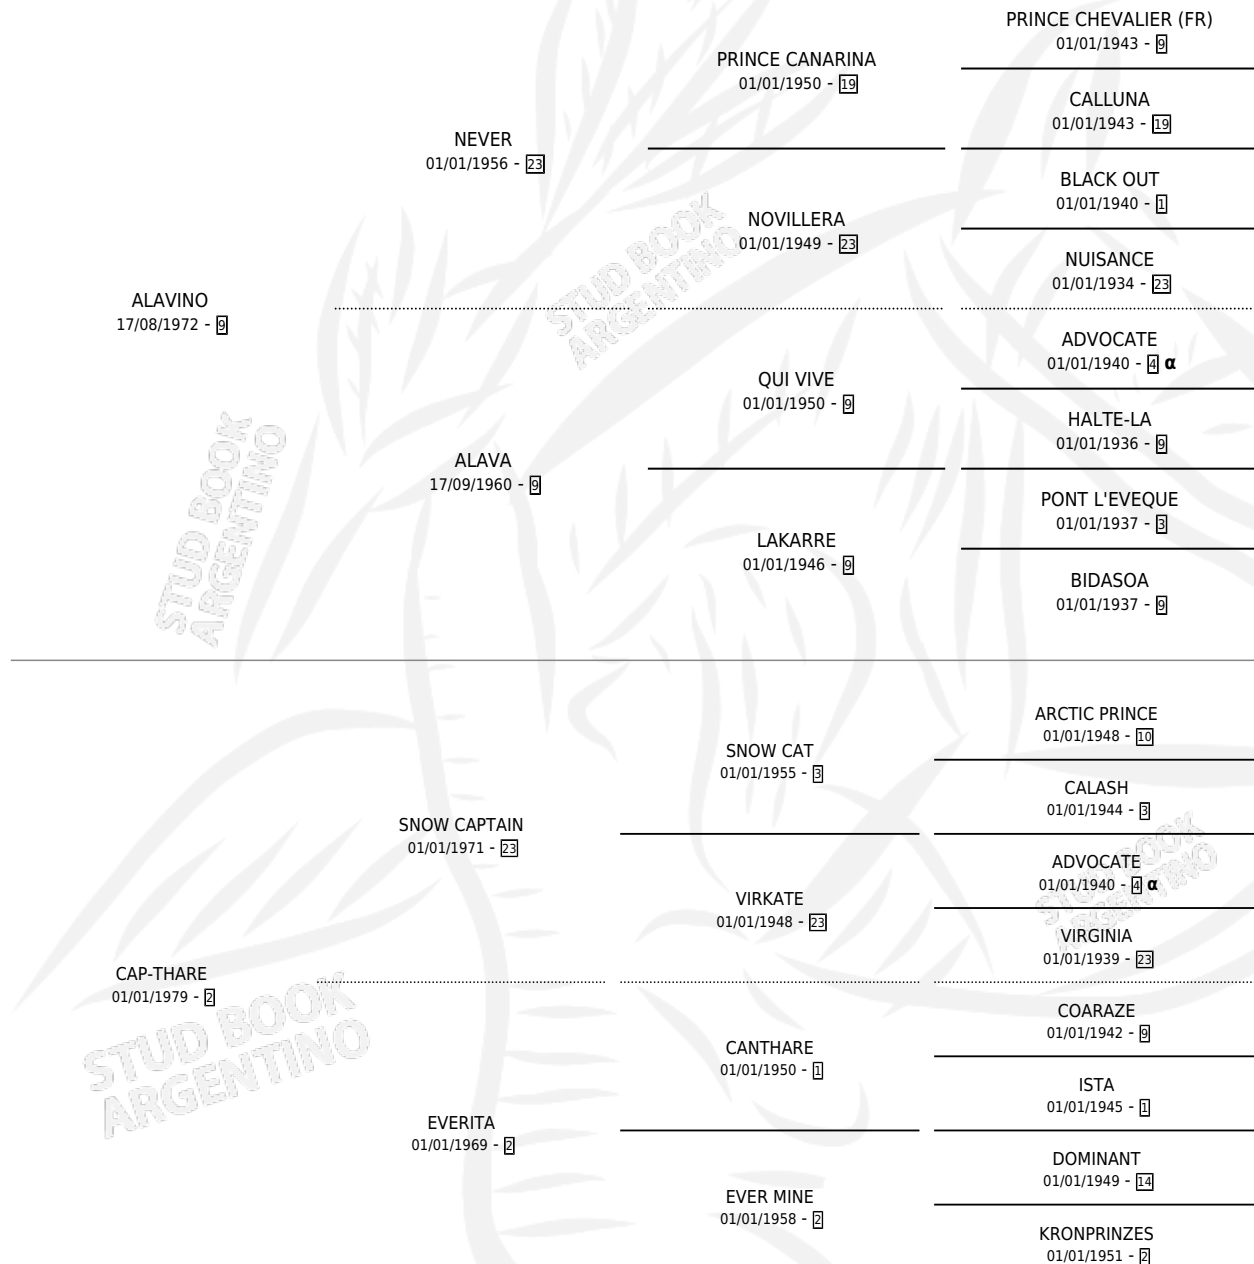 PRINCE CHEVALIER (FR)
01/01/1943 - 9
PRINCE CANARINA
01/01/1950 - 19
CALLUNA
01/01/1943 - 19
NEVER
01/01/1956 - 23
BLACK OUT
01/01/1940 - 1
NOVILLERA
01/01/1949 - 23
NUISANCE
01/01/1934 - 23
ALAVINO
17/08/1972 - 9
ADVOCATE
01/01/1940 - 4 α
QUI VIVE
01/01/1950 - 9
HALTE-LA
01/01/1936 - 9
ALAVA
17/09/1960 - 9
PONT L'EVEQUE
01/01/1937 - 3
LAKARRE
01/01/1946 - 9
BIDASOA
01/01/1937 - 9
ARCTIC PRINCE
01/01/1948 - 10
SNOW CAT
01/01/1955 - 3
CALASH
01/01/1944 - 3
SNOW CAPTAIN
01/01/1971 - 23
ADVOCATE
01/01/1940 - 4 α
VIRKATE
01/01/1948 - 23
VIRGINIA
01/01/1939 - 23
CAP-THARE
01/01/1979 - 2
COARAZE
01/01/1942 - 9
CANTHARE
01/01/1950 - 1
ISTA
01/01/1945 - 1
EVERITA
01/01/1969 - 2
DOMINANT
01/01/1949 - 14
EVER MINE
01/01/1958 - 2
KRONPRINZES
01/01/1951 - 2
STUD BOOK
ARGENTINO
STUD BOOK
ARGENTINO
STUD BOOK
ARGENTINO
STUD BOOK
ARGENTINO